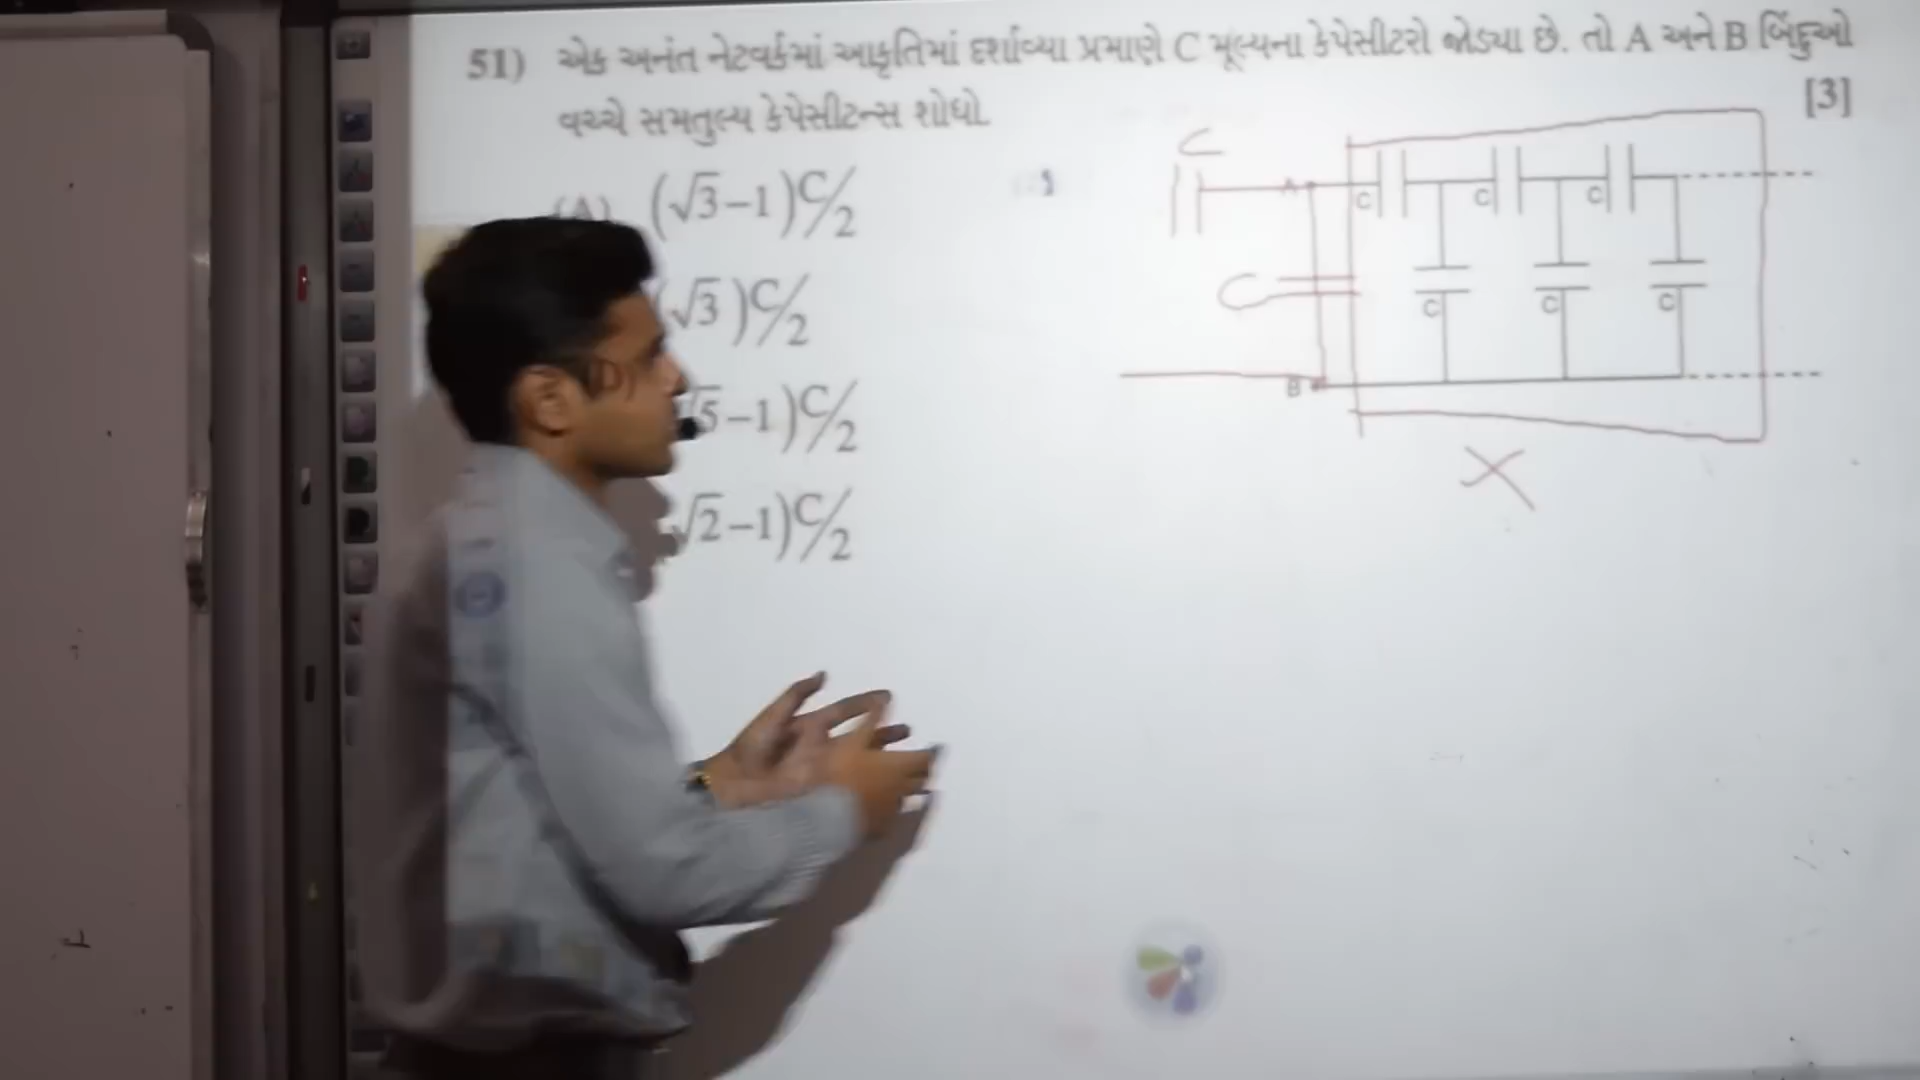 51) એક અનંત નેટવર્કમાં આકૃતિમાં દર્શાવ્યા પ્રમાણે C મૂલ્યના કેપેસીટરો જોડ્યા છે. તો A અને B બિંદુઓ
વચ્ચે સમતુલ્ય કેપેસીટન્સ શોધો.
[3]
(A) (√3−1)C/2
√3)C/2
√5−1)C/2
√2−1)C/2
C
A
C
C
C
C
C
C
C
B
X